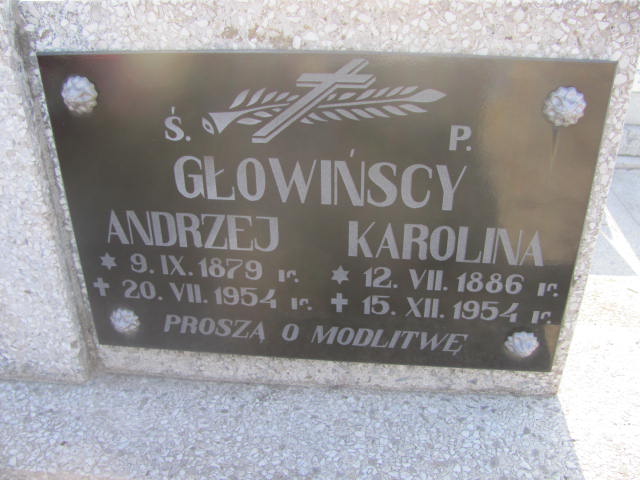 Ś. P.
GŁOWIŃSCY
ANDRZEJ KAROLINA
* 9. IX. 1879 r. * 12. VII. 1886 r.
✝ 20. VII. 1954 r. ✝ 15. XII. 1954 r.
PROSZĄ O MODLITWĘ